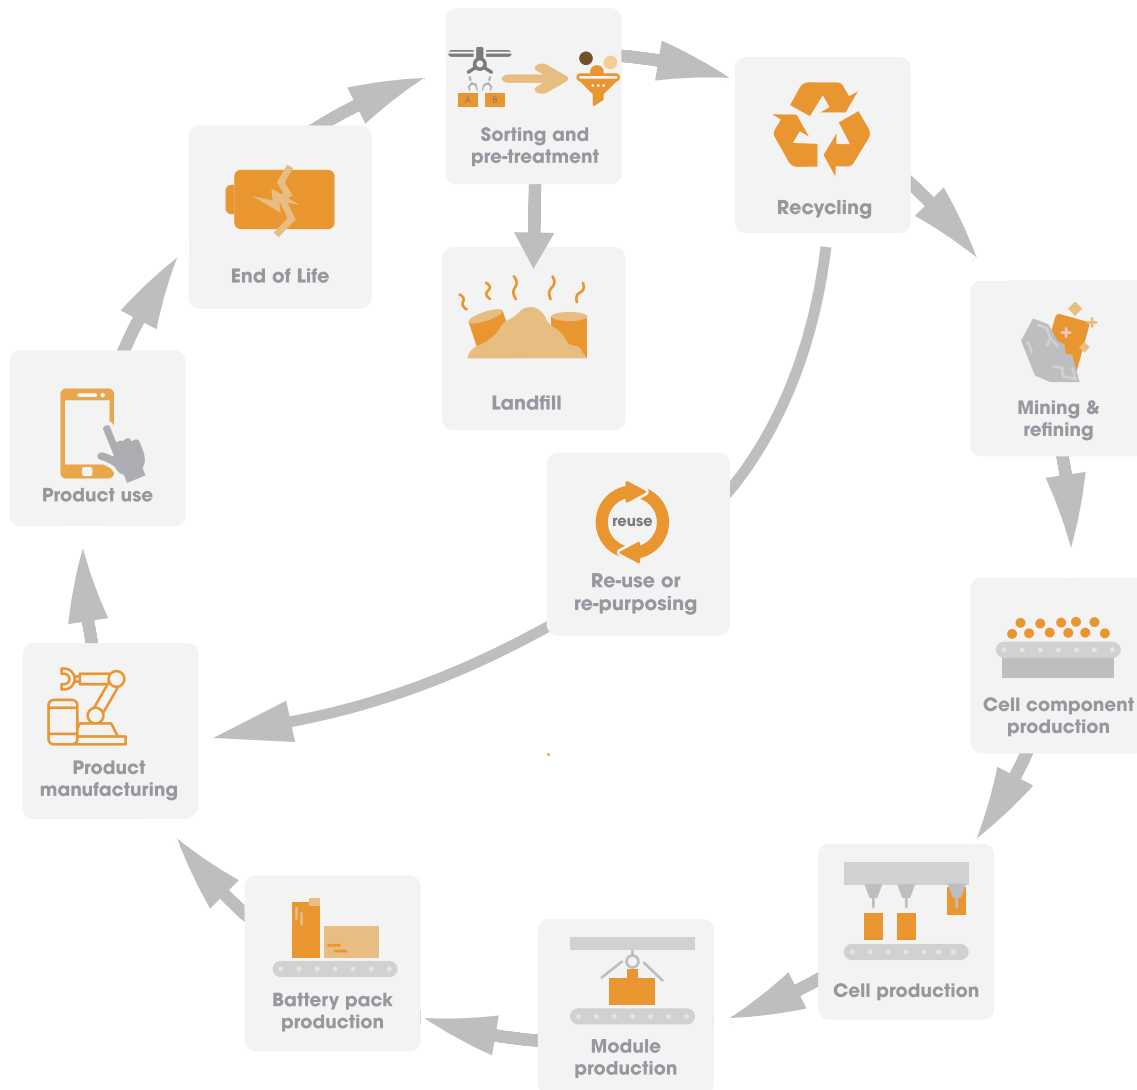 A B
Sorting and
pre-treatment
Recycling
End of Life
Landfill
Mining &
refining
Product use
reuse
Re-use or
re-purposing
Cell component
production
Product
manufacturing
Cell production
Battery pack
production
Module
production